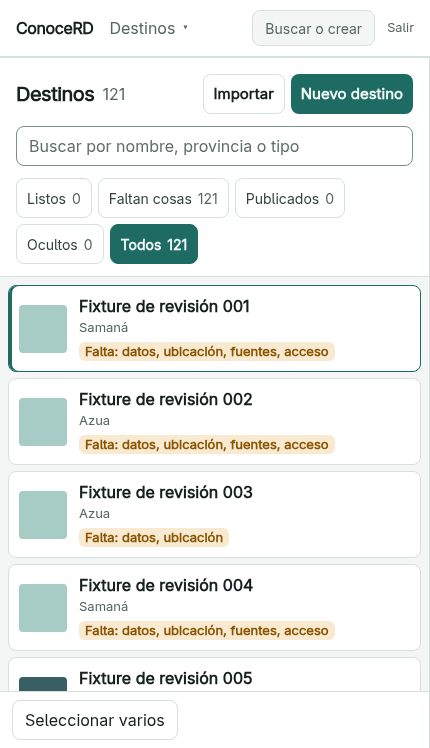 ConoceRD Destinos ▾ Buscar o crear Salir
Destinos 121 Importar Nuevo destino
Buscar por nombre, provincia o tipo
Listos 0 Faltan cosas 121 Publicados 0
Ocultos 0 Todos 121
Fixture de revisión 001
Samaná
Falta: datos, ubicación, fuentes, acceso
Fixture de revisión 002
Azua
Falta: datos, ubicación, fuentes, acceso
Fixture de revisión 003
Azua
Falta: datos, ubicación
Fixture de revisión 004
Samaná
Falta: datos, ubicación, fuentes, acceso
Fixture de revisión 005
Seleccionar varios